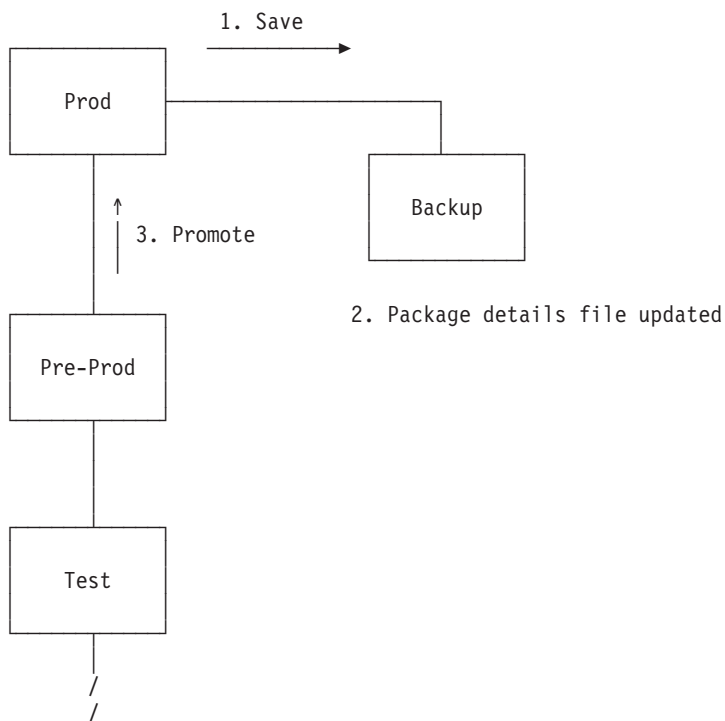 1. Save
Prod
Backup
3. Promote
2. Package details file updated
Pre-Prod
Test